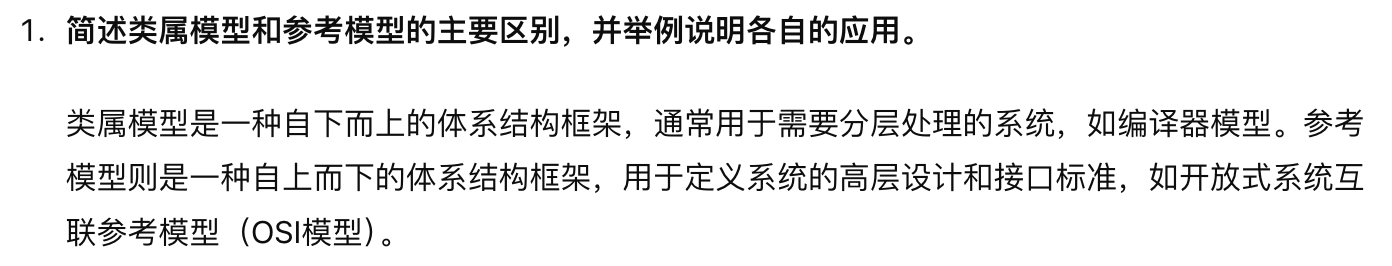 1. 简述类属模型和参考模型的主要区别，并举例说明各自的应用。
类属模型是一种自下而上的体系结构框架，通常用于需要分层处理的系统，如编译器模型。参考
模型则是一种自上而下的体系结构框架，用于定义系统的高层设计和接口标准，如开放式系统互
联参考模型（OSI模型）。